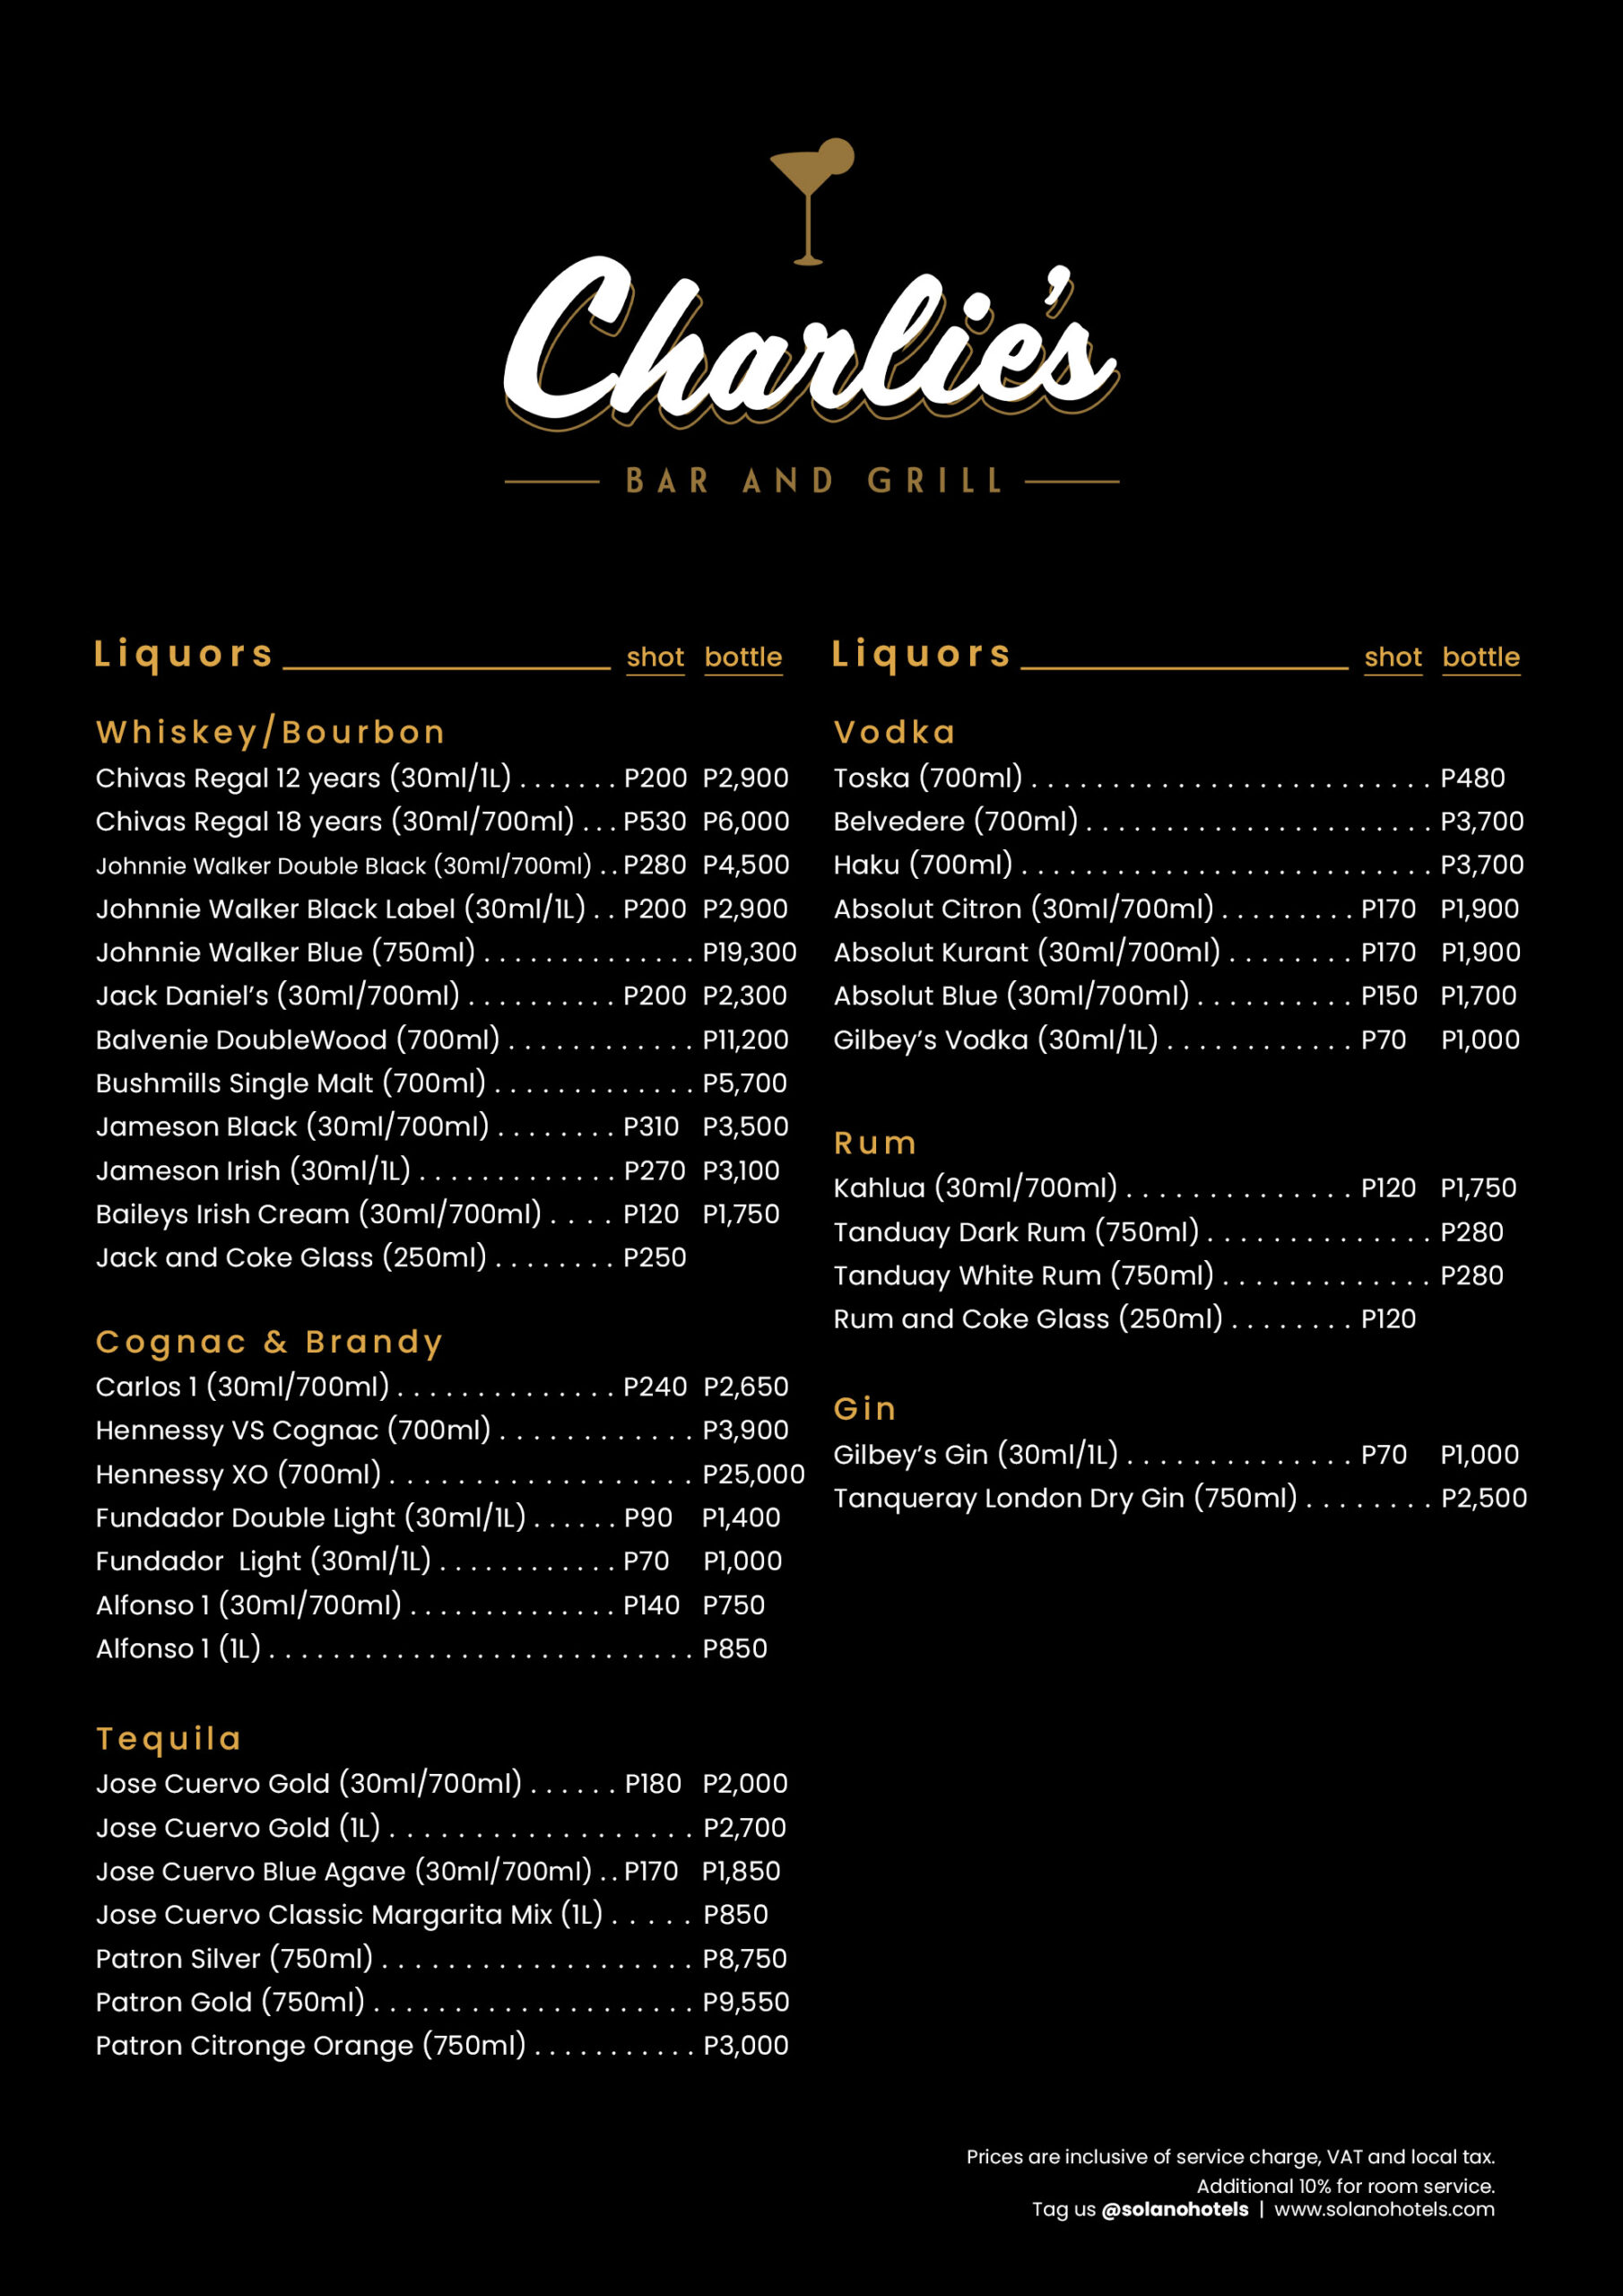 Charlie's
BAR AND GRILL
Liquors shot bottle
Whiskey/Bourbon
Chivas Regal 12 years (30ml/1L) . . . . . . . P200 P2,900
Chivas Regal 18 years (30ml/700ml) . . . P530 P6,000
Johnnie Walker Double Black (30ml/700ml) . . P280 P4,500
Johnnie Walker Black Label (30ml/1L) . . P200 P2,900
Johnnie Walker Blue (750ml) . . . . . . . . . . . . . . P19,300
Jack Daniel's (30ml/700ml) . . . . . . . . . . P200 P2,300
Balvenie DoubleWood (700ml) . . . . . . . . . . . . P11,200
Bushmills Single Malt (700ml) . . . . . . . . . . . . . P5,700
Jameson Black (30ml/700ml) . . . . . . . . P310 P3,500
Jameson Irish (30ml/1L) . . . . . . . . . . . . . P270 P3,100
Baileys Irish Cream (30ml/700ml) . . . . P120 P1,750
Jack and Coke Glass (250ml) . . . . . . . . P250
Cognac & Brandy
Carlos 1 (30ml/700ml) . . . . . . . . . . . . . . P240 P2,650
Hennessy VS Cognac (700ml) . . . . . . . . . . . . P3,900
Hennessy XO (700ml) . . . . . . . . . . . . . . . . . . P25,000
Fundador Double Light (30ml/1L) . . . . . . P90 P1,400
Fundador Light (30ml/1L) . . . . . . . . . . . P70 P1,000
Alfonso 1 (30ml/700ml) . . . . . . . . . . . . . P140 P750
Alfonso 1 (1L) . . . . . . . . . . . . . . . . . . . . . . . . . . P850
Tequila
Jose Cuervo Gold (30ml/700ml) . . . . . . P180 P2,000
Jose Cuervo Gold (1L) . . . . . . . . . . . . . . . . . . P2,700
Jose Cuervo Blue Agave (30ml/700ml) . . P170 P1,850
Jose Cuervo Classic Margarita Mix (1L) . . . . . P850
Patron Silver (750ml) . . . . . . . . . . . . . . . . . . . P8,750
Patron Gold (750ml) . . . . . . . . . . . . . . . . . . . . P9,550
Patron Citronge Orange (750ml) . . . . . . . . . . . P3,000
Liquors shot bottle
Vodka
Toska (700ml) . . . . . . . . . . . . . . . . . . . . . . . . . P480
Belvedere (700ml) . . . . . . . . . . . . . . . . . . . . . . P3,700
Haku (700ml) . . . . . . . . . . . . . . . . . . . . . . . . . . P3,700
Absolut Citron (30ml/700ml) . . . . . . . . . P170 P1,900
Absolut Kurant (30ml/700ml) . . . . . . . . P170 P1,900
Absolut Blue (30ml/700ml) . . . . . . . . . . P150 P1,700
Gilbey's Vodka (30ml/1L) . . . . . . . . . . . . P70 P1,000
Rum
Kahlua (30ml/700ml) . . . . . . . . . . . . . . P120 P1,750
Tanduay Dark Rum (750ml) . . . . . . . . . . . . . . P280
Tanduay White Rum (750ml) . . . . . . . . . . . . . P280
Rum and Coke Glass (250ml) . . . . . . . . P120
Gin
Gilbey's Gin (30ml/1L) . . . . . . . . . . . . . . P70 P1,000
Tanqueray London Dry Gin (750ml) . . . . . . . . P2,500
Prices are inclusive of service charge, VAT and local tax.
Additional 10% for room service.
Tag us @solanohotels | www.solanohotels.com